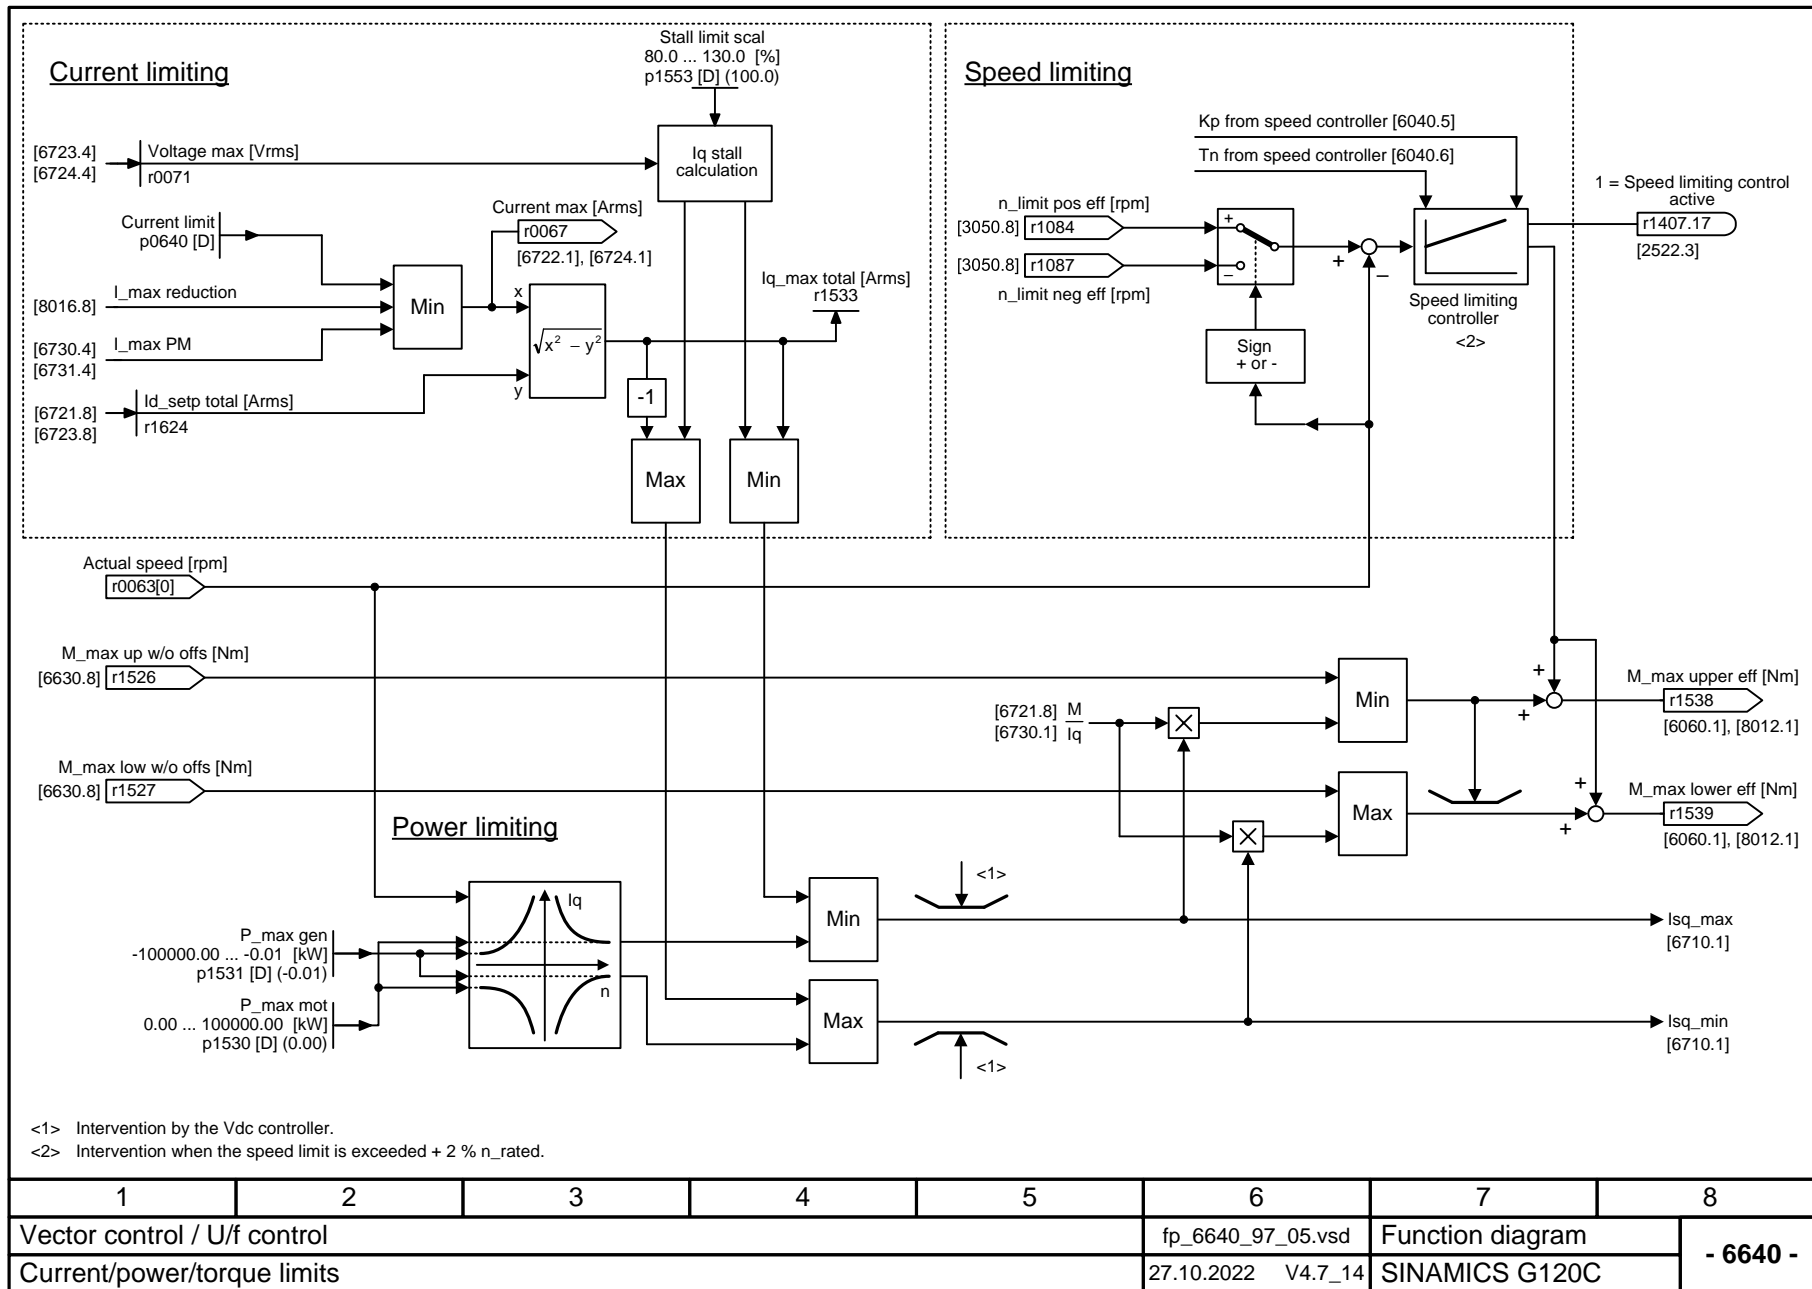 Current limiting
Stall limit scal
80.0 ... 130.0 [%]
p1553 [D] (100.0)
[6723.4]
[6724.4]
Voltage max [Vrms]
r0071
Iq stall
calculation
Current limit
p0640 [D]
Current max [Arms]
r0067
[6722.1], [6724.1]
[8016.8]
I_max reduction
Min
x
√x² – y²
y
Iq_max total [Arms]
r1533
[6730.4]
[6731.4]
I_max PM
[6721.8]
[6723.8]
Id_setp total [Arms]
r1624
-1
Max
Min
Speed limiting
Kp from speed controller [6040.5]
Tn from speed controller [6040.6]
n_limit pos eff [rpm]
[3050.8]
r1084
[3050.8]
r1087
n_limit neg eff [rpm]
+
–
+
–
Sign
+ or -
Speed limiting
controller
<2>
1 = Speed limiting control
active
r1407.17
[2522.3]
Actual speed [rpm]
r0063[0]
M_max up w/o offs [Nm]
[6630.8]
r1526
M_max low w/o offs [Nm]
[6630.8]
r1527
[6721.8]
[6730.1]
M
Iq
Min
Max
+
+
+
+
M_max upper eff [Nm]
r1538
[6060.1], [8012.1]
M_max lower eff [Nm]
r1539
[6060.1], [8012.1]
Power limiting
Iq
n
P_max gen
-100000.00 ... -0.01 [kW]
p1531 [D] (-0.01)
P_max mot
0.00 ... 100000.00 [kW]
p1530 [D] (0.00)
Min
Max
<1>
<1>
Isq_max
[6710.1]
Isq_min
[6710.1]
<1> Intervention by the Vdc controller.
<2> Intervention when the speed limit is exceeded + 2 % n_rated.
1 2 3 4 5 6 7 8
Vector control / U/f control
fp_6640_97_05.vsd
Function diagram
- 6640 -
Current/power/torque limits
27.10.2022 V4.7_14
SINAMICS G120C